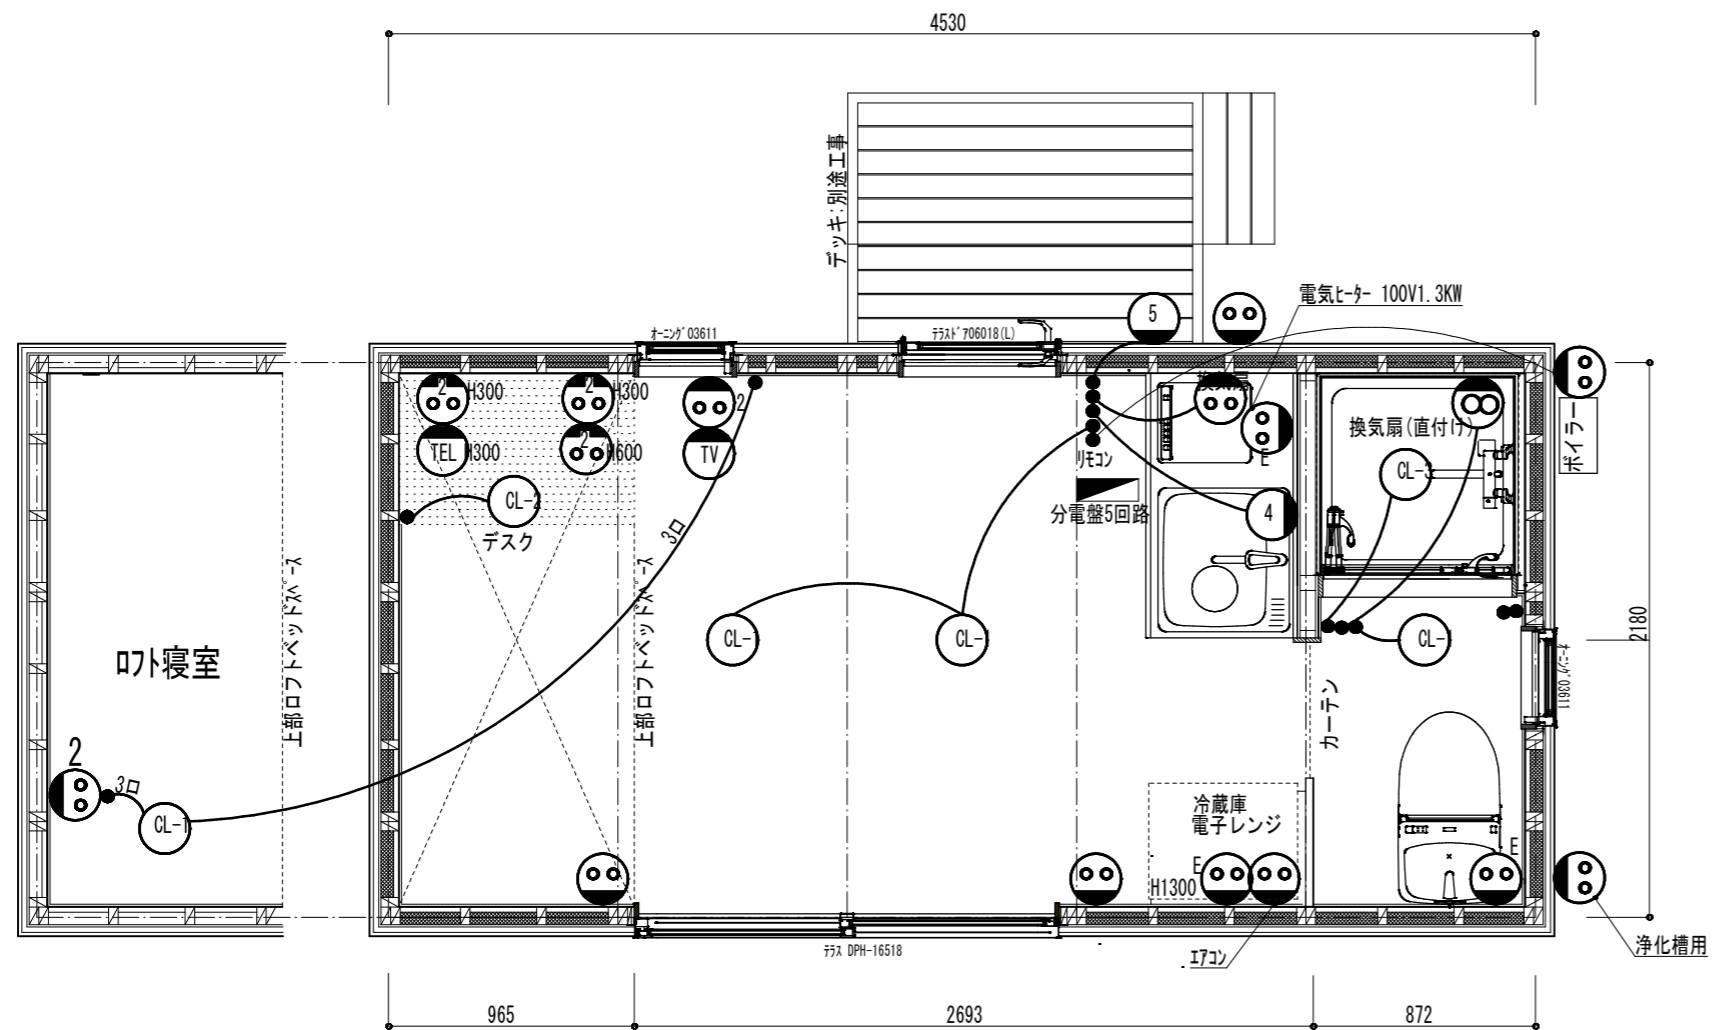 4530
デッキ:別途工事
電気ヒーター 100V1.3KW
オーニング 03611
テラスドア06018(L)
5
2
H300
2
H300
2
換気扇
換気扇(直付け)
ボイラー
TEL
H300
2
H600
TV
E
リモコン
CL-3
CL-2
デスク
分電盤5回路
4
3口
上部ロフトベッドスペース
上部ロフトベッドスペース
ロフト寝室
CL-
CL-
CL-
2180
オーニング 03611
カーテン
2
3口
CL-1
冷蔵庫
電子レンジ
E
H1300
E
テラス DPH-16518
エアコン
浄化槽用
965
2693
872